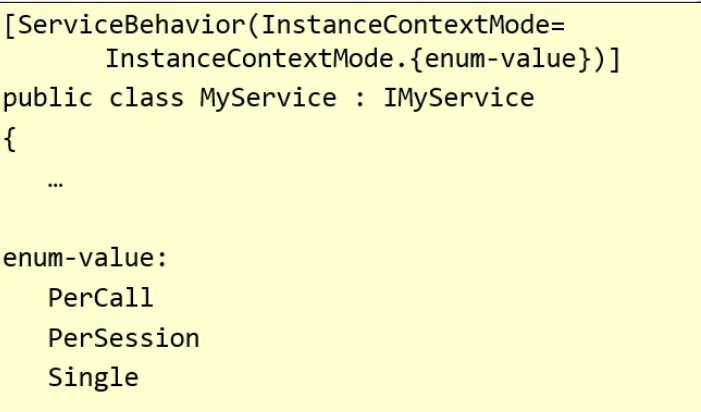 [ServiceBehavior(InstanceContextMode=
InstanceContextMode.{enum-value})]
public class MyService : IMyService
{
…
enum-value:
PerCall
PerSession
Single